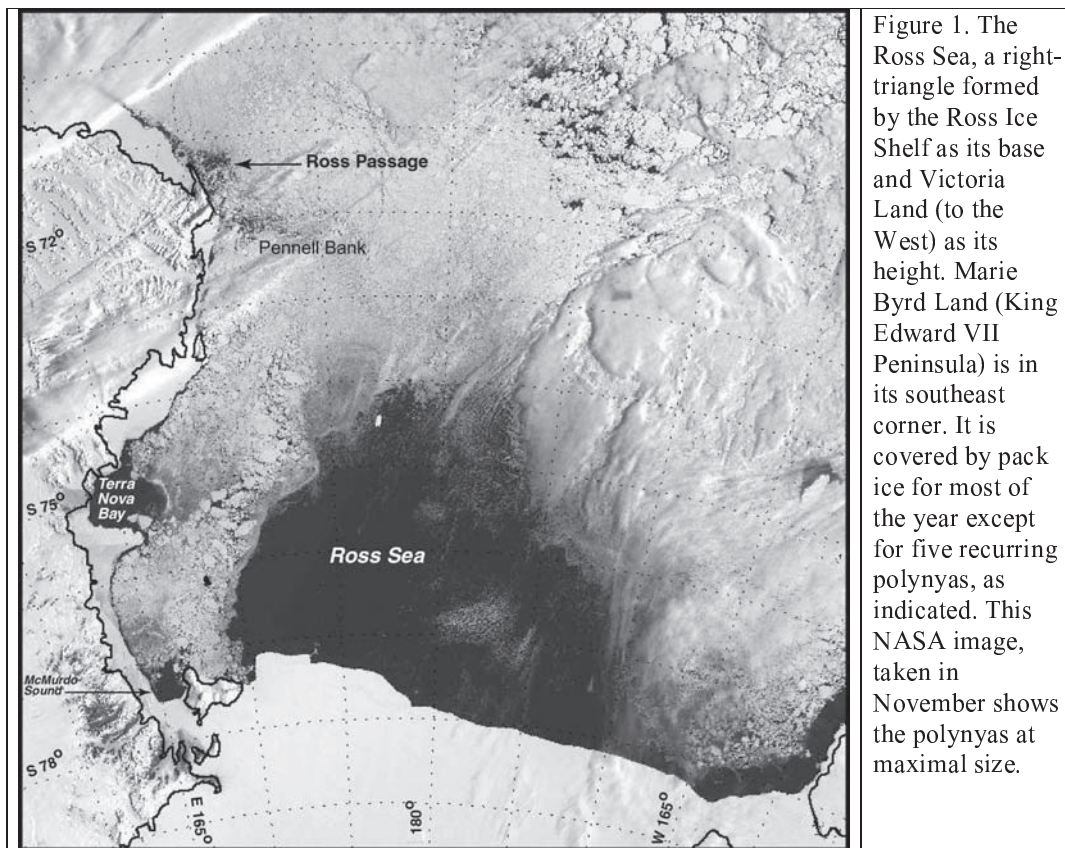 Ross Passage
S 72°
Pennell Bank
Terra
Nova
Bay
S 75°
Ross Sea
McMurdo
Sound
S 78°
E 165°
180°
W 165°
Figure 1. The
Ross Sea, a right-
triangle formed
by the Ross Ice
Shelf as its base
and Victoria
Land (to the
West) as its
height. Marie
Byrd Land (King
Edward VII
Peninsula) is in
its southeast
corner. It is
covered by pack
ice for most of
the year except
for five recurring
polynyas, as
indicated. This
NASA image,
taken in
November shows
the polynyas at
maximal size.